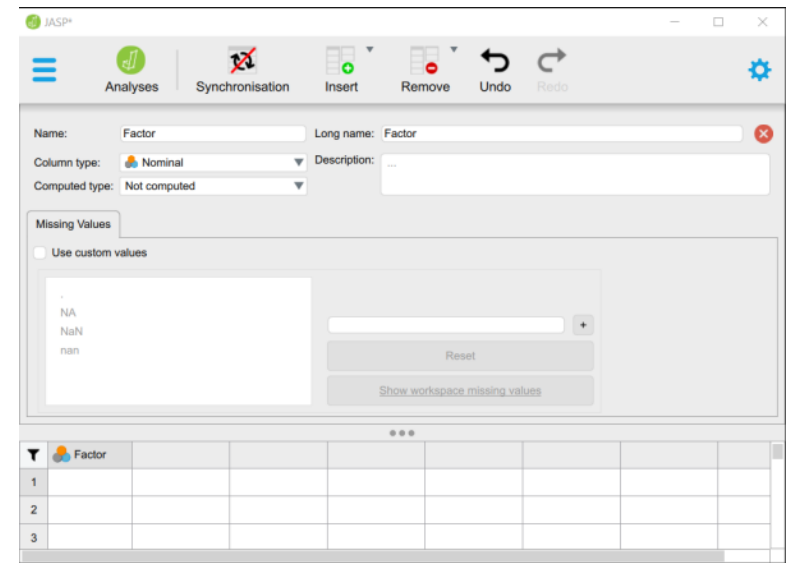 JASP*
Analyses
Synchronisation
Insert
Remove
Undo
Redo
Name: Factor Long name: Factor
Column type: Nominal Description: ...
Computed type: Not computed
Missing Values
Use custom values
.
NA
NaN
nan
+
Reset
Show workspace missing values
Factor
1
2
3